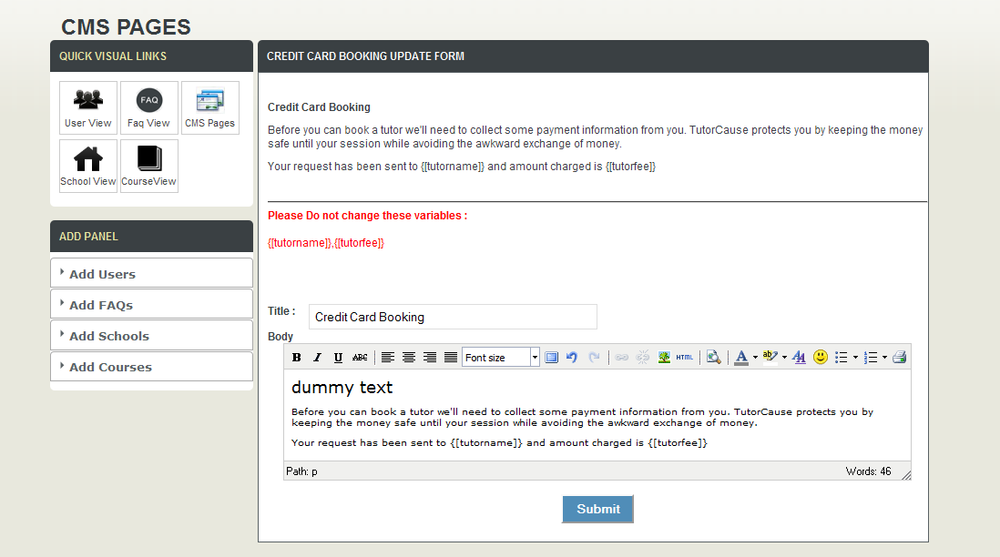 CMS PAGES
QUICK VISUAL LINKS
User View
FAQ
Faq View
CMS Pages
School View
CourseView
ADD PANEL
Add Users
Add FAQs
Add Schools
Add Courses
CREDIT CARD BOOKING UPDATE FORM
Credit Card Booking
Before you can book a tutor we'll need to collect some payment information from you. TutorCause protects you by keeping the money
safe until your session while avoiding the awkward exchange of money.
Your request has been sent to {[tutorname]} and amount charged is {[tutorfee]}
Please Do not change these variables :
{[tutorname]},{[tutorfee]}
Title : Credit Card Booking
Body
B I U ABC Font size HTML A ab A
dummy text
Before you can book a tutor we'll need to collect some payment information from you. TutorCause protects you by
keeping the money safe until your session while avoiding the awkward exchange of money.
Your request has been sent to {[tutorname]} and amount charged is {[tutorfee]}
Path: p Words: 46
Submit